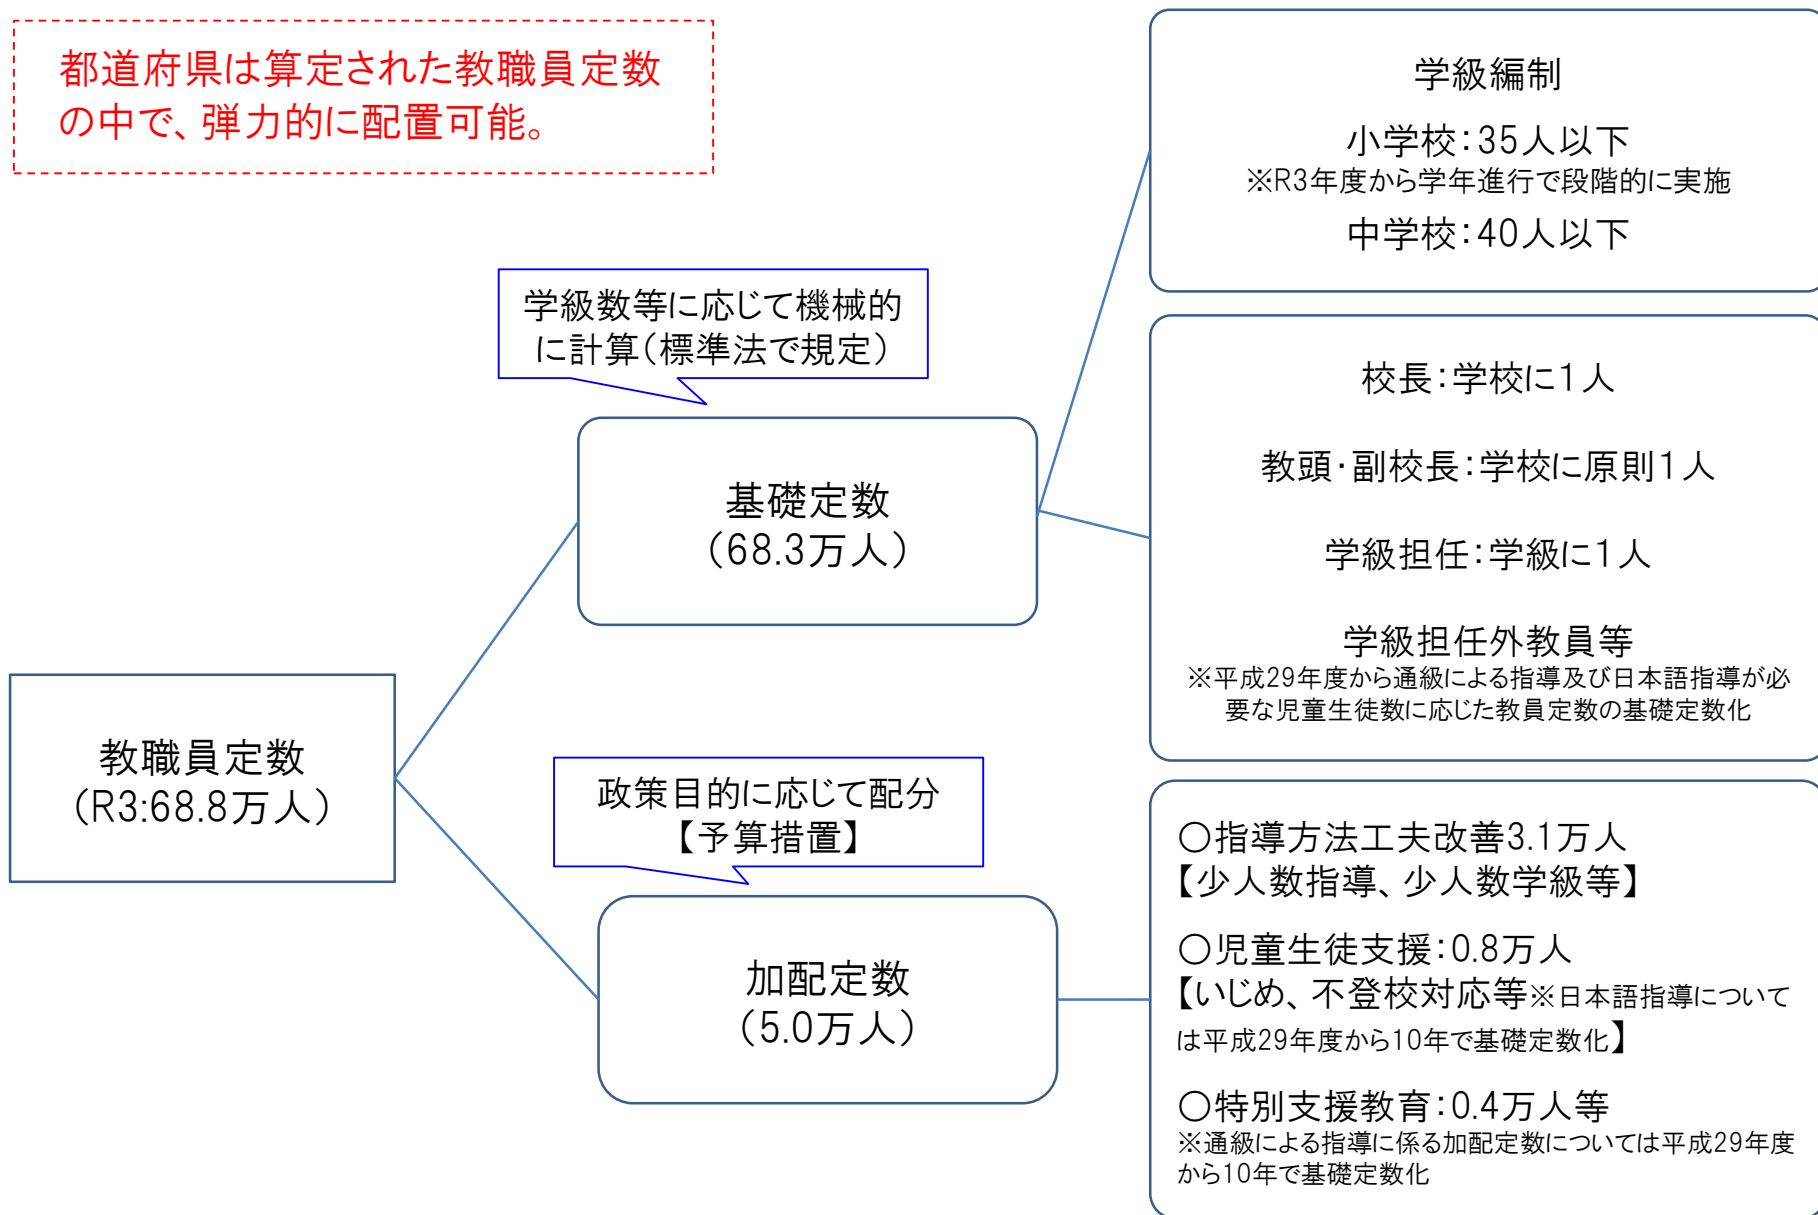 都道府県は算定された教職員定数
の中で、弾力的に配置可能。
学級数等に応じて機械的
に計算（標準法で規定）
基礎定数
（68.3万人）
学級編制
小学校：35人以下
※R3年度から学年進行で段階的に実施
中学校：40人以下
校長：学校に１人
教頭・副校長：学校に原則１人
学級担任：学級に１人
学級担任外教員等
※平成29年度から通級による指導及び日本語指導が必
要な児童生徒数に応じた教員定数の基礎定数化
教職員定数
（R3:68.8万人）
政策目的に応じて配分
【予算措置】
加配定数
（5.0万人）
○指導方法工夫改善3.1万人
【少人数指導、少人数学級等】
○児童生徒支援：0.8万人
【いじめ、不登校対応等※日本語指導について
は平成29年度から10年で基礎定数化】
○特別支援教育：0.4万人等
※通級による指導に係る加配定数については平成29年度
から10年で基礎定数化